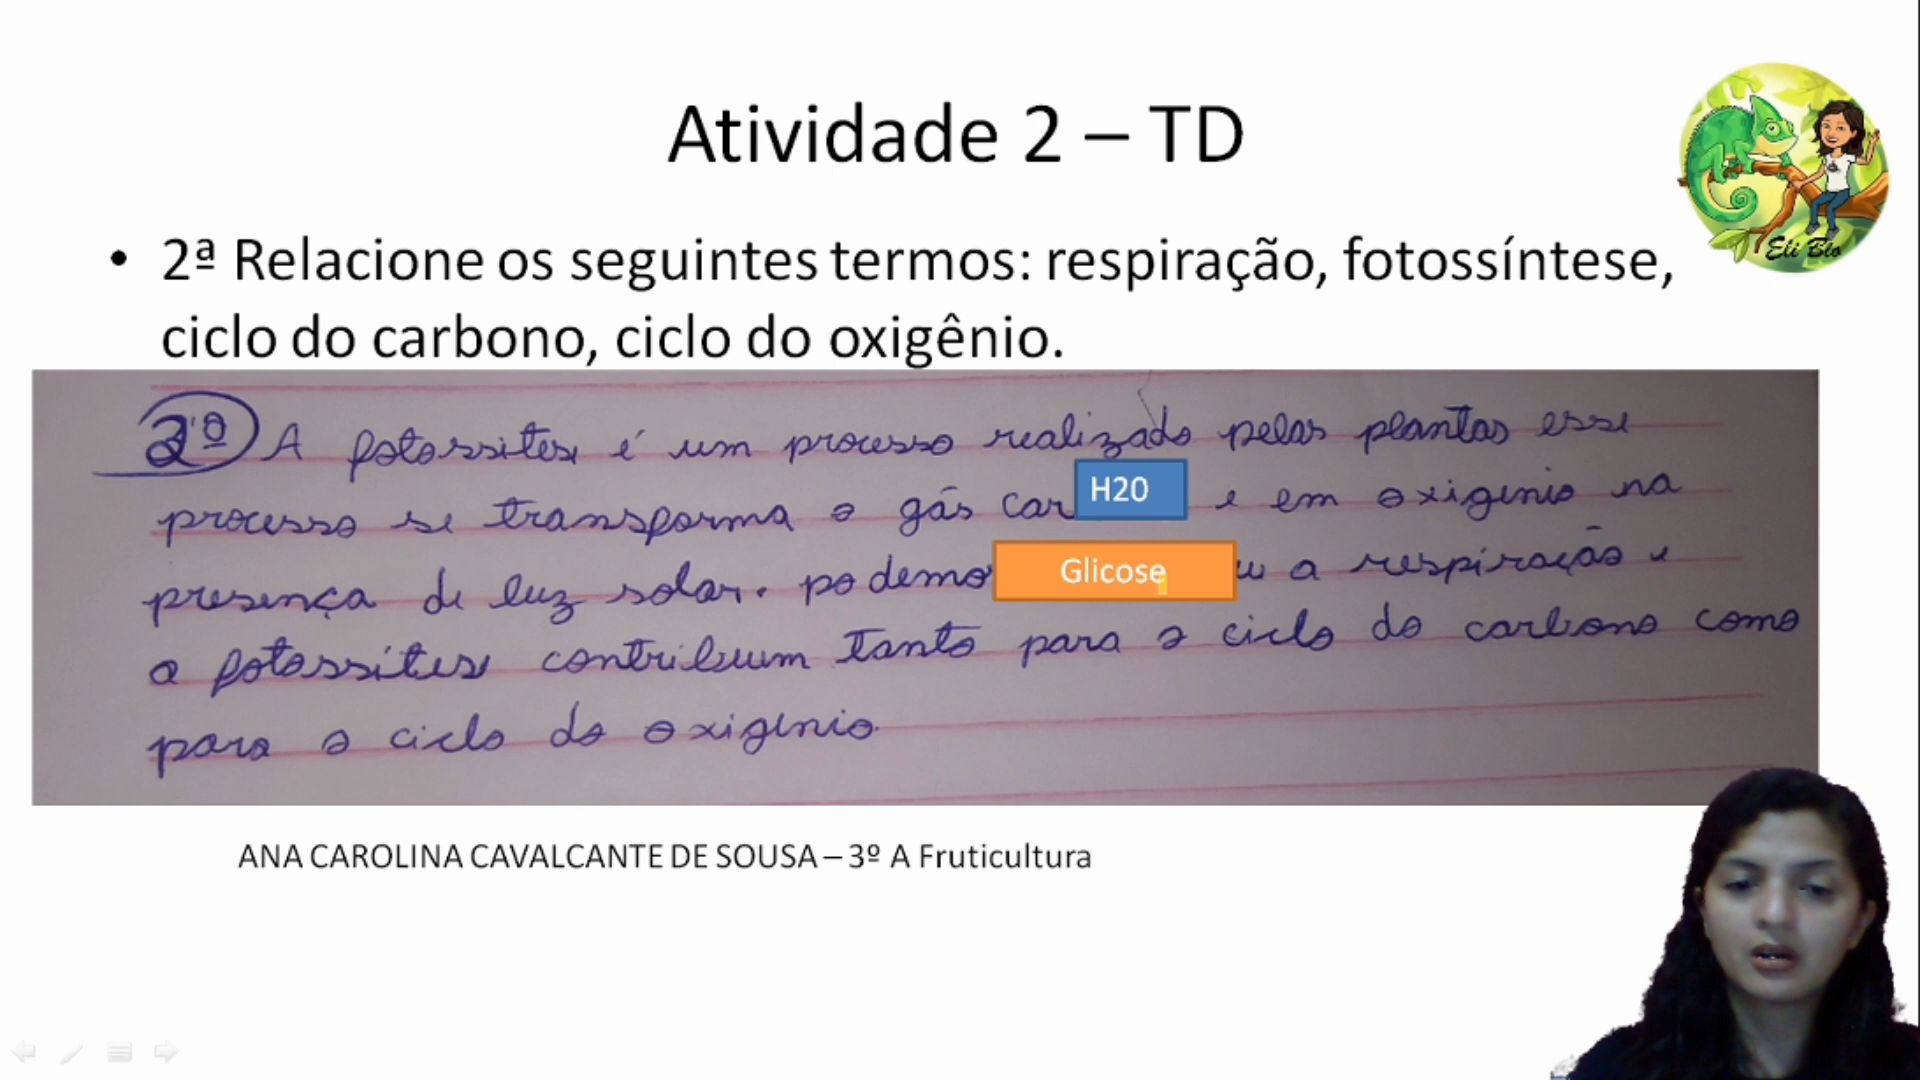 Atividade 2 – TD
Eli Bio
• 2ª Relacione os seguintes termos: respiração, fotossíntese,
ciclo do carbono, ciclo do oxigênio.
2º A fotossites é um processo realizado pelas plantas esse
processo se transforma o gás car H20 e em oxigenio na
presença de luz solar. podemo Glicose a respiração e
a fotossítese contribuum tanto para o ciclo do carbono como
para o ciclo do oxigenio.
ANA CAROLINA CAVALCANTE DE SOUSA – 3º A Fruticultura